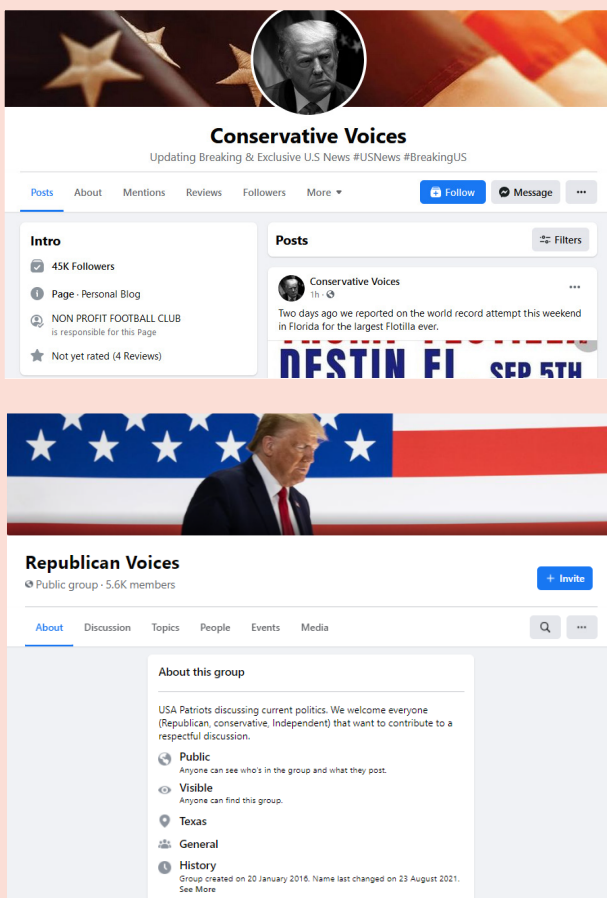 Conservative Voices
Updating Breaking & Exclusive U.S News #USNews #BreakingUS
Posts About Mentions Reviews Followers More Follow Message
Intro
45K Followers
Page · Personal Blog
NON PROFIT FOOTBALL CLUB
is responsible for this Page
Not yet rated (4 Reviews)
Posts Filters
Conservative Voices
1h ·
Two days ago we reported on the world record attempt this weekend
in Florida for the largest Flotilla ever.
TRUMP FLOTILLA
DESTIN FL SEP 5TH
Republican Voices
Public group · 5.6K members
+ Invite
About Discussion Topics People Events Media
About this group
USA Patriots discussing current politics. We welcome everyone
(Republican, conservative, Independent) that want to contribute to a
respectful discussion.
Public
Anyone can see who's in the group and what they post.
Visible
Anyone can find this group.
Texas
General
History
Group created on 20 January 2016. Name last changed on 23 August 2021.
See More